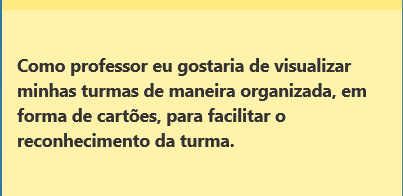 Como professor eu gostaria de visualizar
minhas turmas de maneira organizada, em
forma de cartões, para facilitar o
reconhecimento da turma.